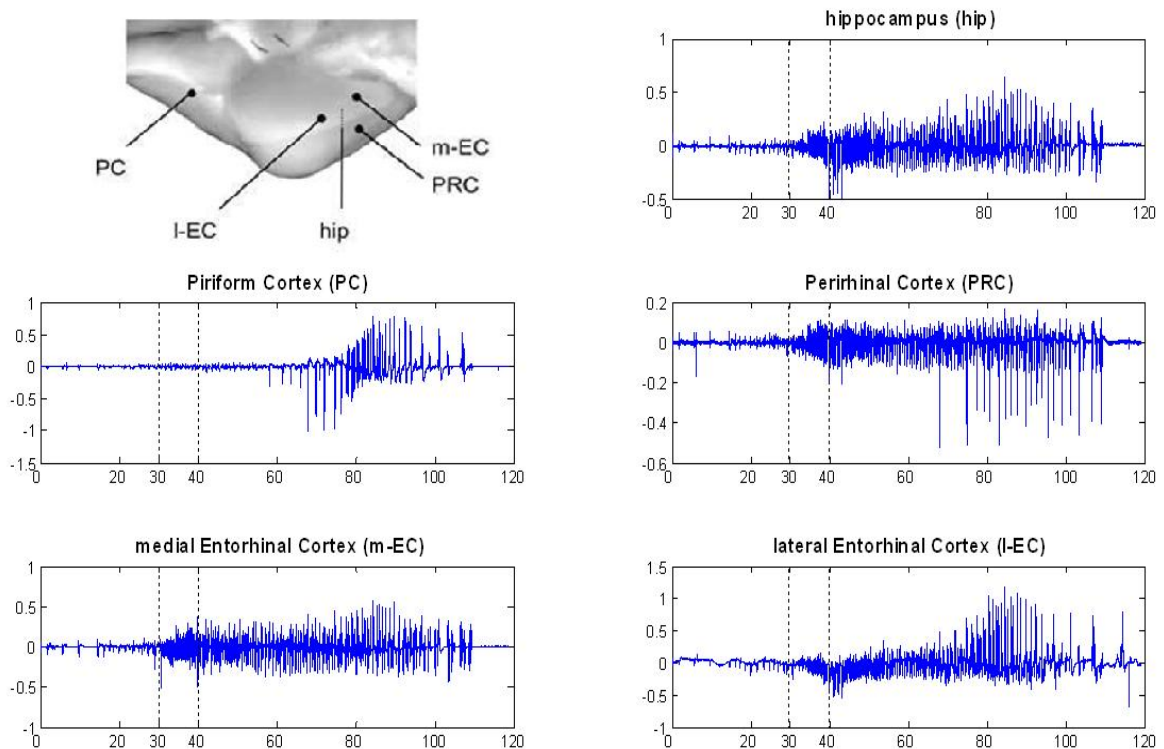 PC
l-EC
hip
m-EC
PRC
hippocampus (hip)
1
0.5
0
-0.5
0 30 40 80 100 120
Piriform Cortex (PC)
1
0.5
0
-0.5
-1
-1.5
0 20 30 40 60 80 100 120
Perirhinal Cortex (PRC)
0.2
0
-0.2
-0.4
-0.6
0 20 30 40 60 80 100 120
medial Entorhinal Cortex (m-EC)
1
0.5
0
-0.5
-1
0 20 30 40 60 80 100 120
lateral Entorhinal Cortex (l-EC)
1.5
1
0.5
0
-0.5
-1
0 20 30 40 60 80 100 120